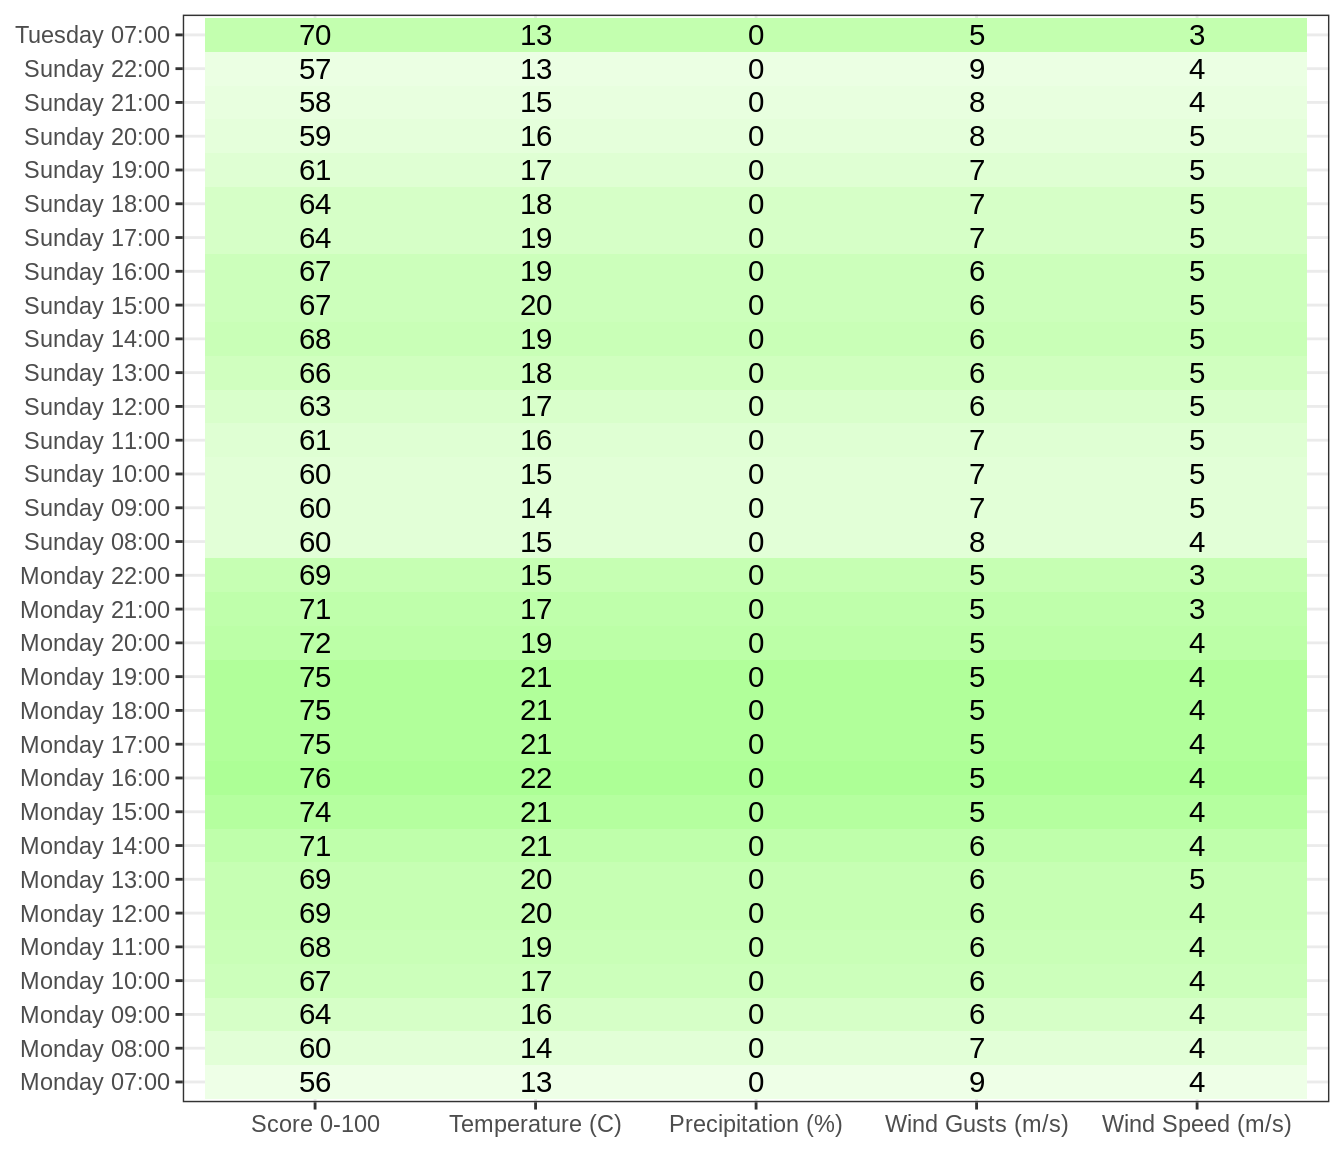 Tuesday 07:00 70 13 0 5 3
Sunday 22:00 57 13 0 9 4
Sunday 21:00 58 15 0 8 4
Sunday 20:00 59 16 0 8 5
Sunday 19:00 61 17 0 7 5
Sunday 18:00 64 18 0 7 5
Sunday 17:00 64 19 0 7 5
Sunday 16:00 67 19 0 6 5
Sunday 15:00 67 20 0 6 5
Sunday 14:00 68 19 0 6 5
Sunday 13:00 66 18 0 6 5
Sunday 12:00 63 17 0 6 5
Sunday 11:00 61 16 0 7 5
Sunday 10:00 60 15 0 7 5
Sunday 09:00 60 14 0 7 5
Sunday 08:00 60 15 0 8 4
Monday 22:00 69 15 0 5 3
Monday 21:00 71 17 0 5 3
Monday 20:00 72 19 0 5 4
Monday 19:00 75 21 0 5 4
Monday 18:00 75 21 0 5 4
Monday 17:00 75 21 0 5 4
Monday 16:00 76 22 0 5 4
Monday 15:00 74 21 0 5 4
Monday 14:00 71 21 0 6 4
Monday 13:00 69 20 0 6 5
Monday 12:00 69 20 0 6 4
Monday 11:00 68 19 0 6 4
Monday 10:00 67 17 0 6 4
Monday 09:00 64 16 0 6 4
Monday 08:00 60 14 0 7 4
Monday 07:00 56 13 0 9 4
Score 0-100 Temperature (C) Precipitation (%) Wind Gusts (m/s) Wind Speed (m/s)